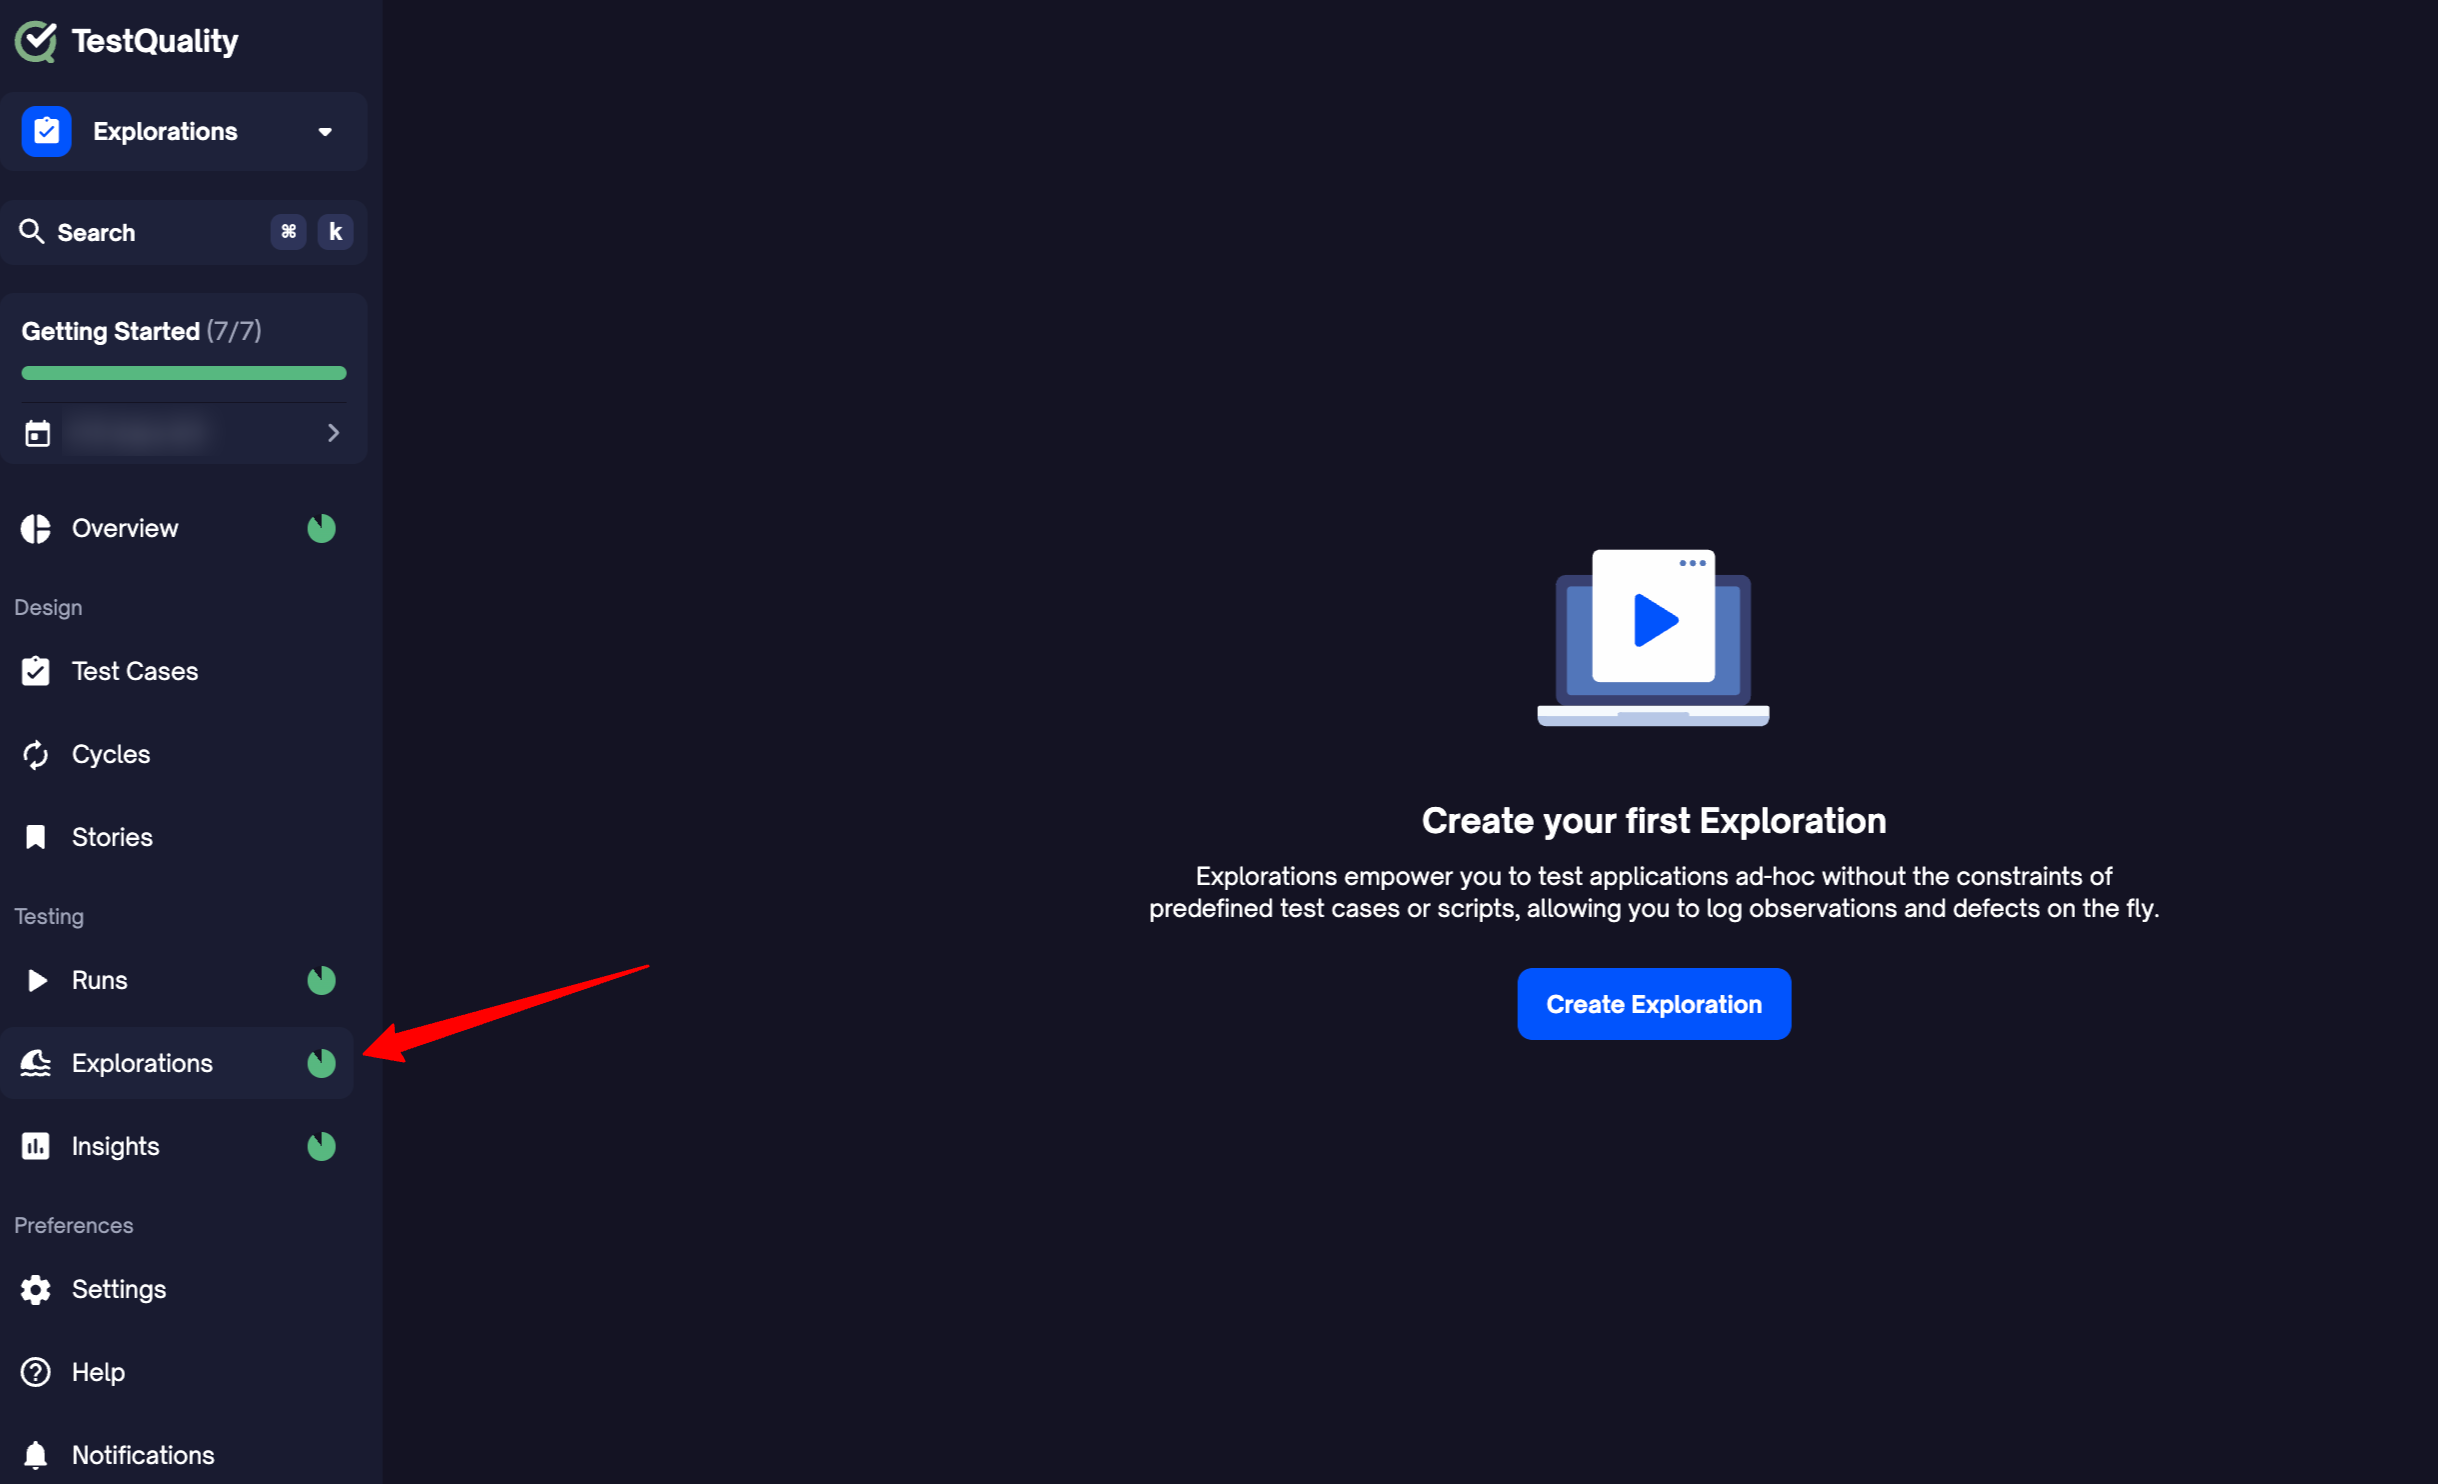 TestQuality
Explorations
Search ⌘ k
Getting Started (7/7)
Overview
Design
Test Cases
Cycles
Stories
Testing
Runs
Explorations
Insights
Preferences
Settings
Help
Notifications
Create your first Exploration
Explorations empower you to test applications ad-hoc without the constraints of
predefined test cases or scripts, allowing you to log observations and defects on the fly.
Create Exploration